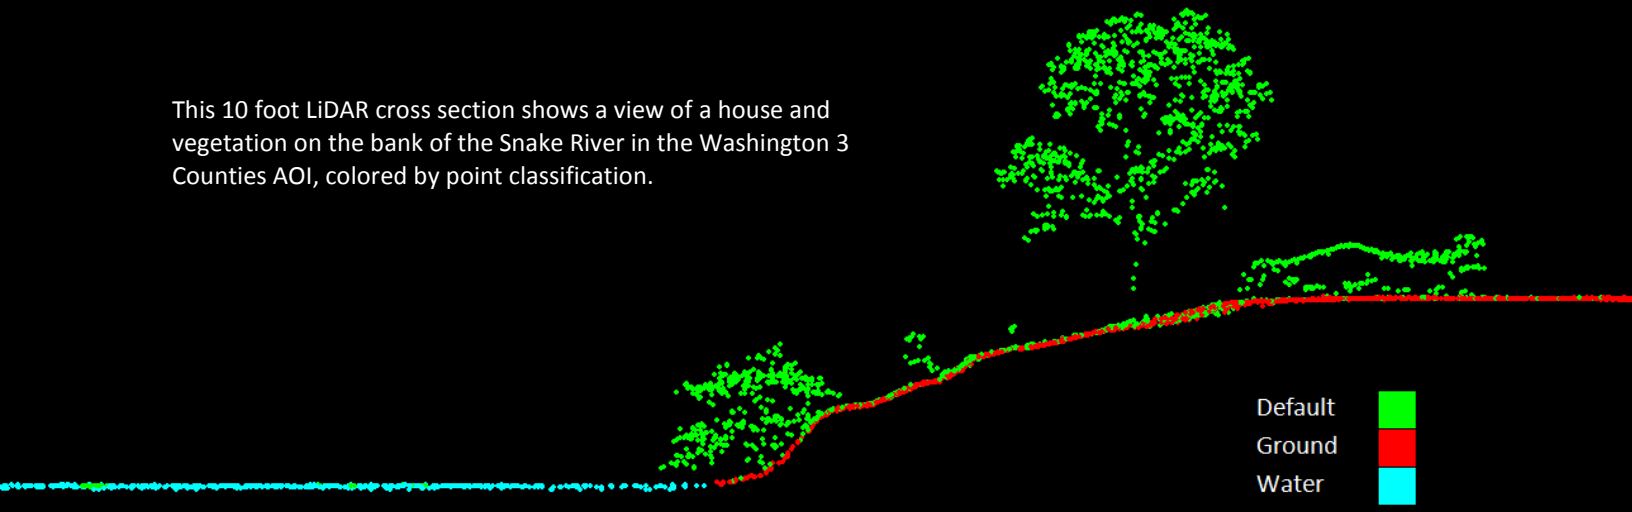 This 10 foot LiDAR cross section shows a view of a house and
vegetation on the bank of the Snake River in the Washington 3
Counties AOI, colored by point classification.
Default
Ground
Water